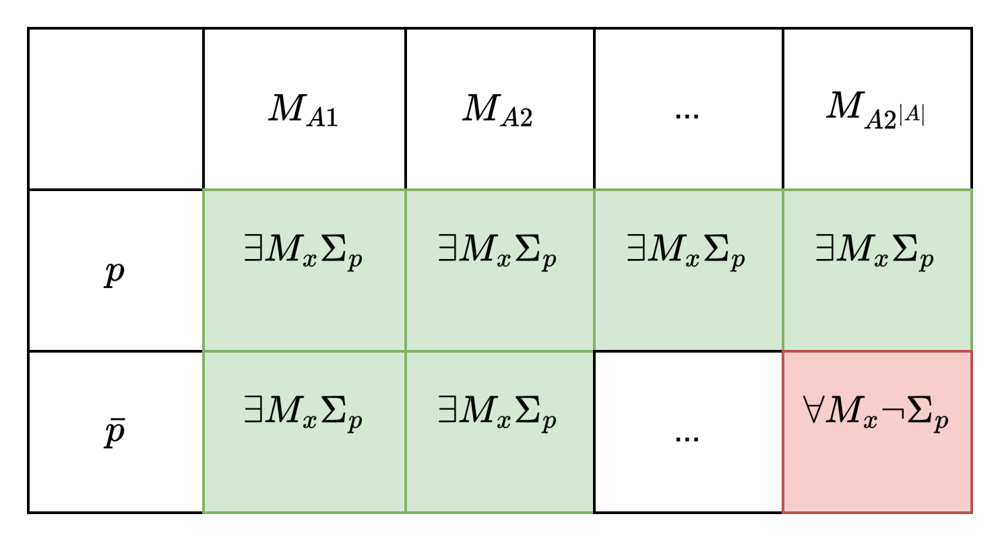 M_{A1} M_{A2} ... M_{A2^{|A|}}
p ∃M_xΣ_p ∃M_xΣ_p ∃M_xΣ_p ∃M_xΣ_p
p̄ ∃M_xΣ_p ∃M_xΣ_p ... ∀M_x¬Σ_p